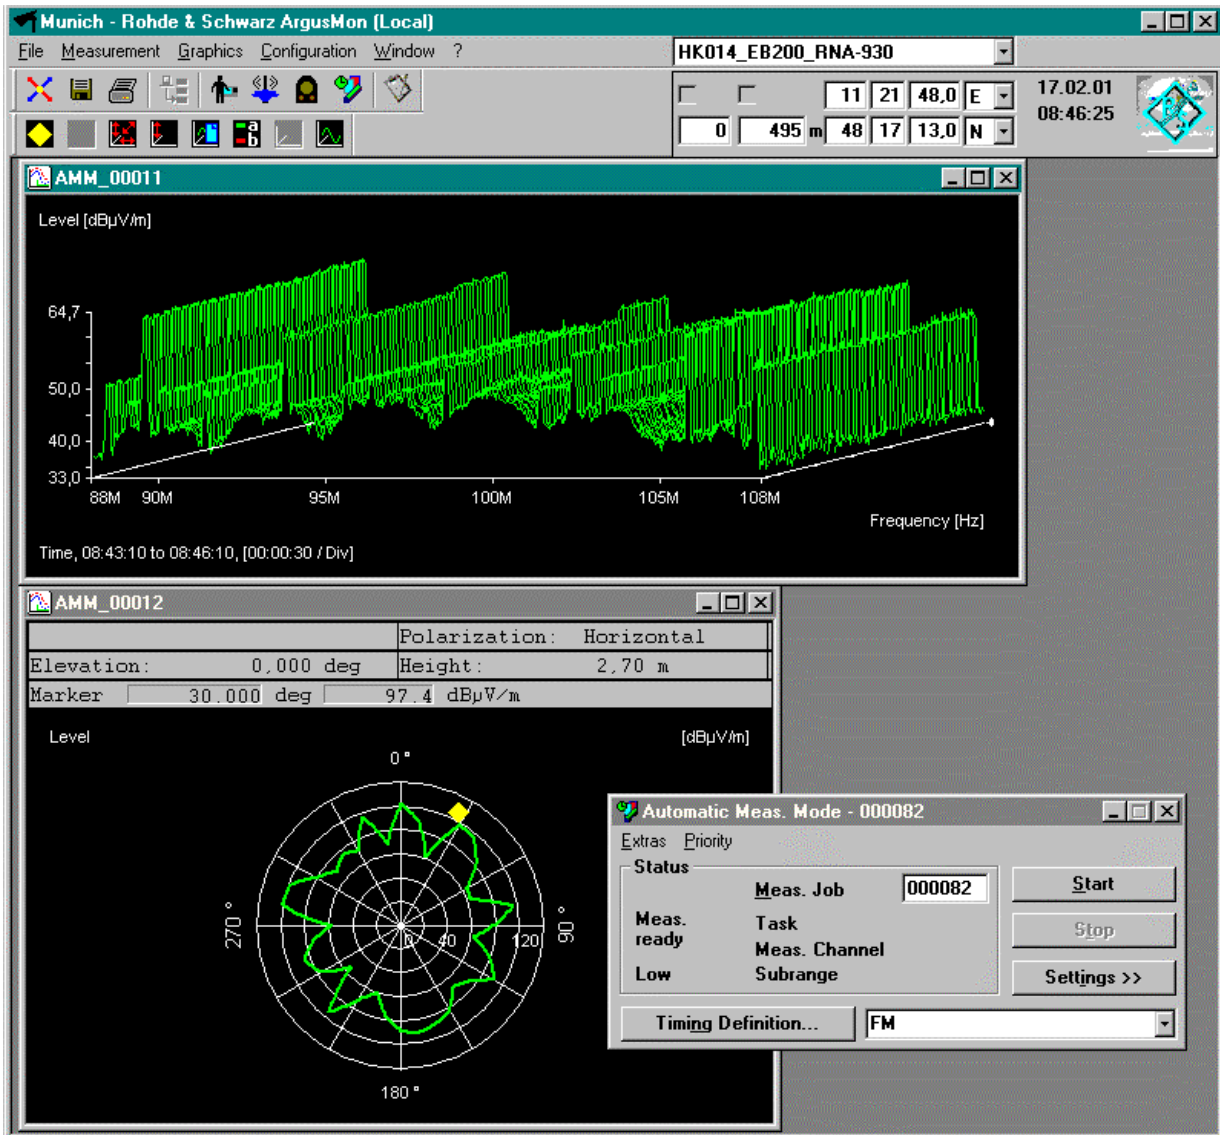 Munich - Rohde & Schwarz ArgusMon (Local)
File Measurement Graphics Configuration Window ?
HK014_EB200_RNA-930
11 21 48,0 E
0 495 m 48 17 13,0 N
17.02.01
08:46:25
a
b
AMM_00011
Level [dBµV/m]
64,7
50,0
40,0
33,0
88M 90M 95M 100M 105M 108M
Frequency [Hz]
Time, 08:43:10 to 08:46:10, [00:00:30 / Div]
AMM_00012
Polarization: Horizontal
Elevation: 0,000 deg Height: 2,70 m
Marker 30.000 deg 97.4 dBµV/m
Level [dBµV/m]
0 °
270 °
0 40 120
90 °
180 °
Automatic Meas. Mode - 000082
Extras Priority
Status
Meas. Job 000082
Meas. ready
Task
Meas. Channel
Low Subrange
Start
Stop
Settings >>
Timing Definition... FM